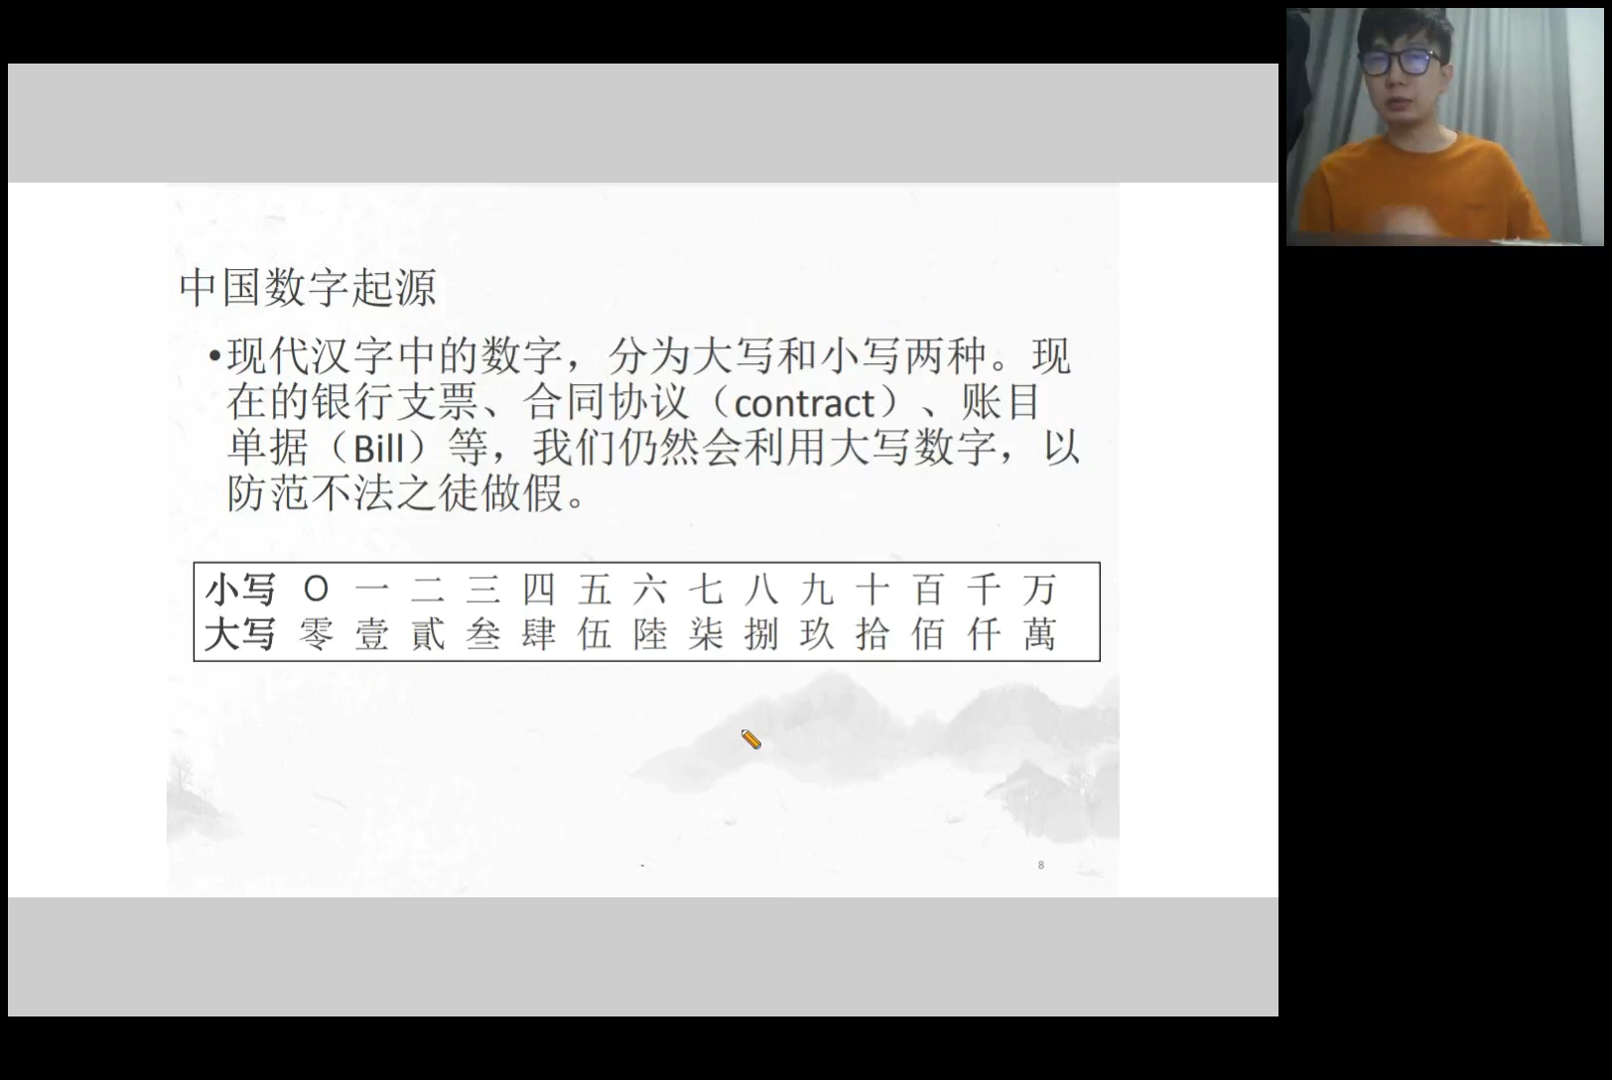 中国数字起源
•现代汉字中的数字，分为大写和小写两种。现
在的银行支票、合同协议（contract）、账目
单据（Bill）等，我们仍然会利用大写数字，以
防范不法之徒做假。
小写 O 一 二 三 四 五 六 七 八 九 十 百 千 万
大写 零 壹 貳 叁 肆 伍 陸 柒 捌 玖 拾 佰 仟 萬
8